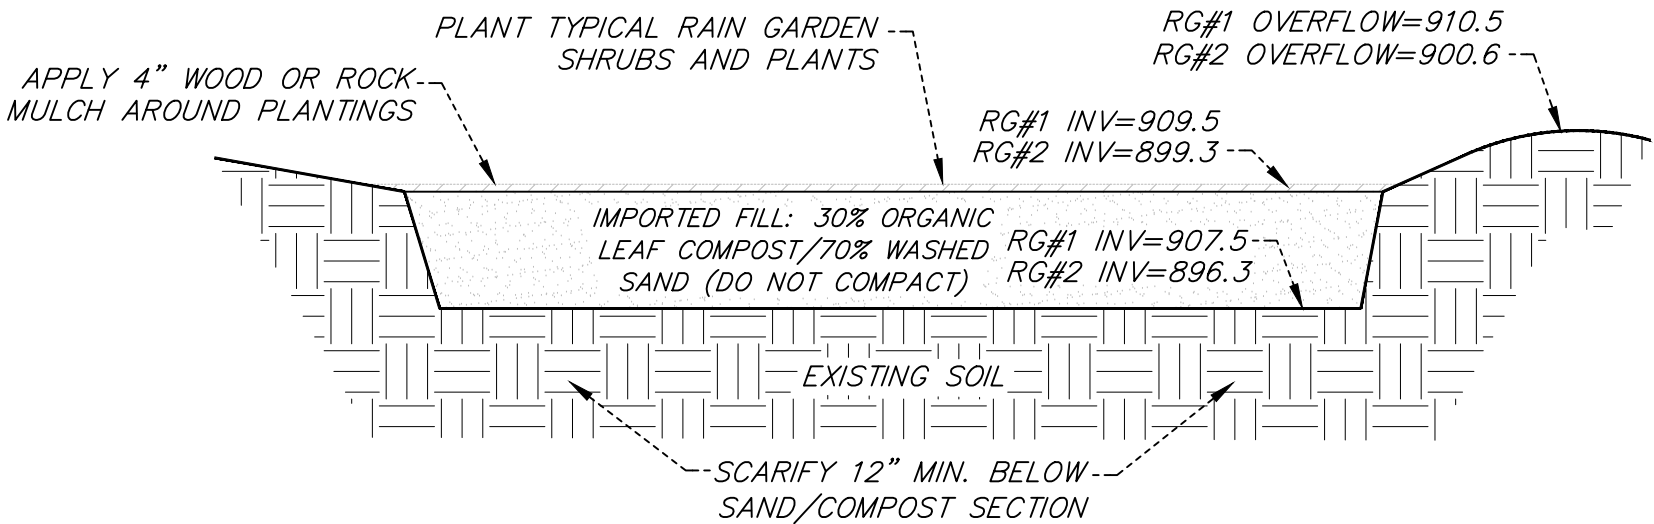 PLANT TYPICAL RAIN GARDEN
SHRUBS AND PLANTS
RG#1 OVERFLOW=910.5
RG#2 OVERFLOW=900.6
APPLY 4" WOOD OR ROCK
MULCH AROUND PLANTINGS
RG#1 INV=909.5
RG#2 INV=899.3
IMPORTED FILL: 30% ORGANIC
LEAF COMPOST/70% WASHED
SAND (DO NOT COMPACT)
RG#1 INV=907.5
RG#2 INV=896.3
EXISTING SOIL
SCARIFY 12" MIN. BELOW
SAND/COMPOST SECTION